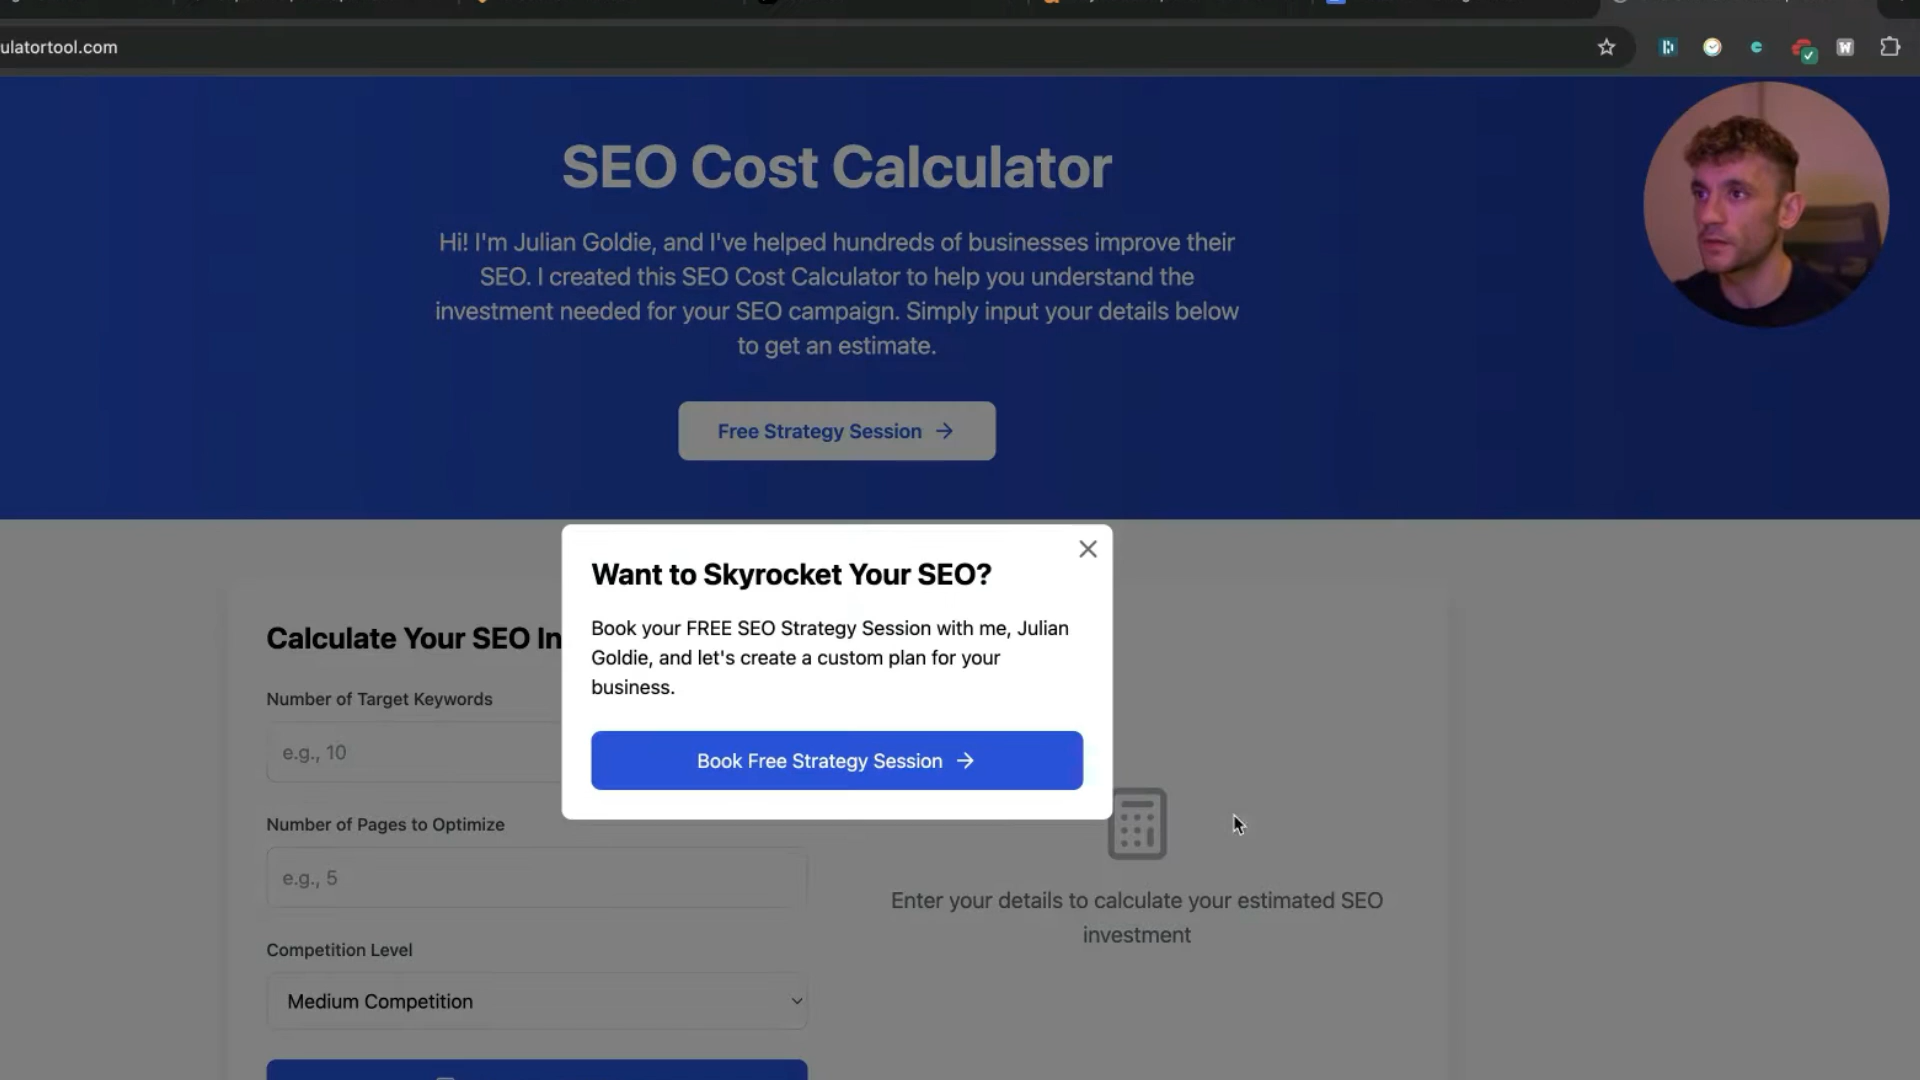 ulatortool.com
SEO Cost Calculator
Hi! I'm Julian Goldie, and I've helped hundreds of businesses improve their
SEO. I created this SEO Cost Calculator to help you understand the
investment needed for your SEO campaign. Simply input your details below
to get an estimate.
Free Strategy Session
Want to Skyrocket Your SEO?
Book your FREE SEO Strategy Session with me, Julian
Goldie, and let's create a custom plan for your
business.
Book Free Strategy Session
Calculate Your SEO In
Number of Target Keywords
e.g., 10
Number of Pages to Optimize
e.g., 5
Competition Level
Medium Competition
Enter your details to calculate your estimated SEO
investment